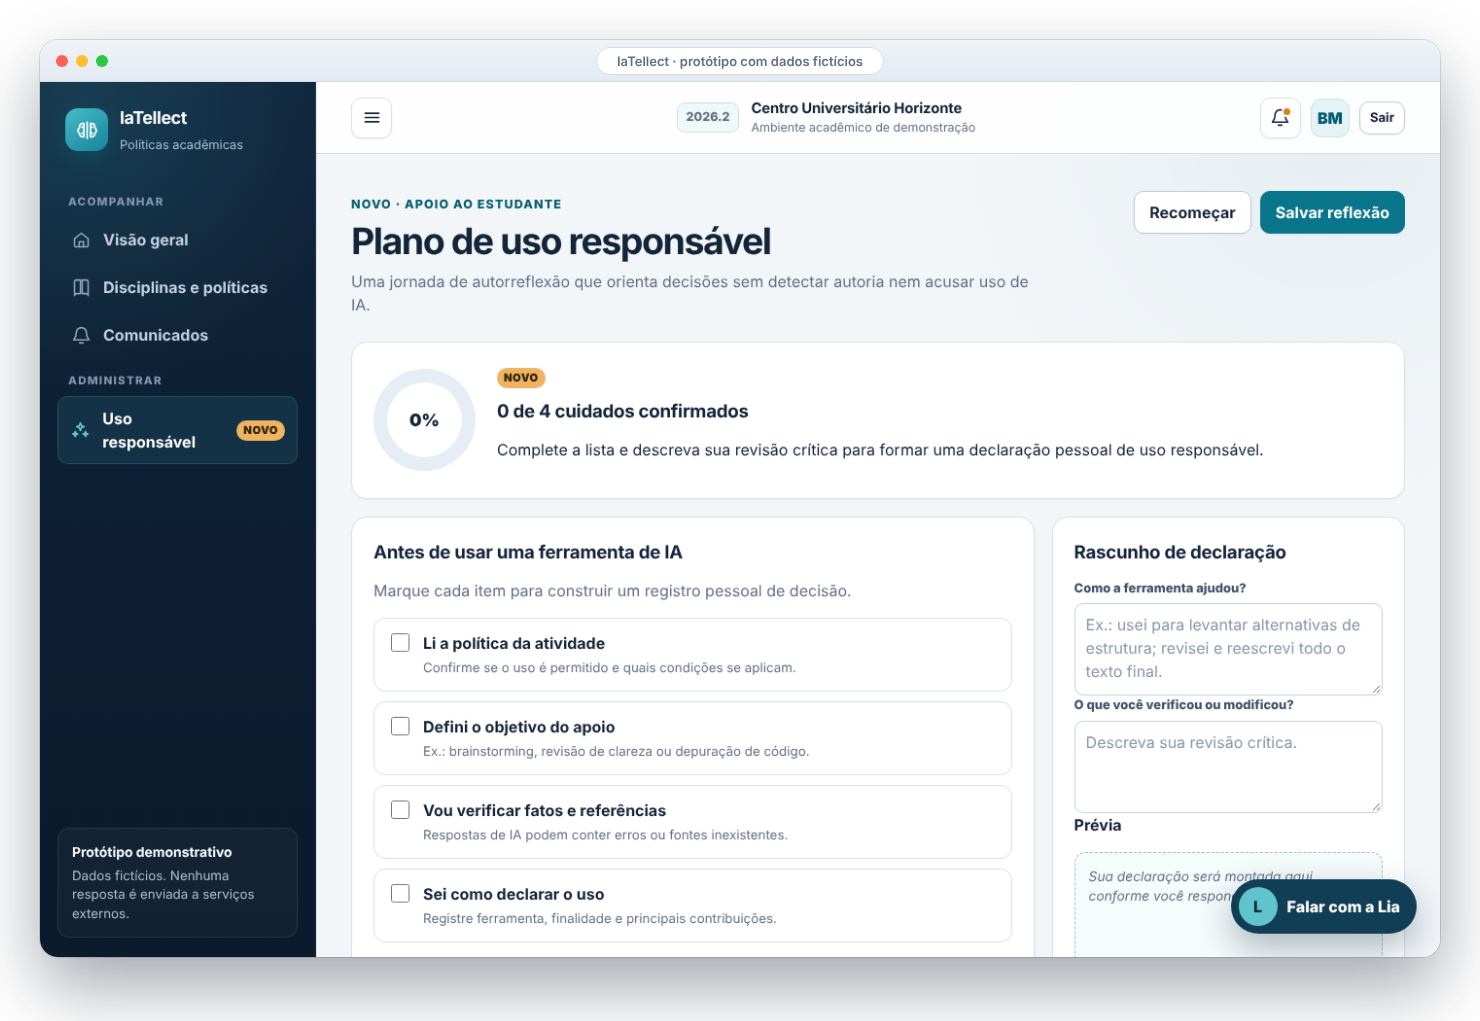 IaTellect · protótipo com dados fictícios
IaTellect
Políticas acadêmicas
ACOMPANHAR
Visão geral
Disciplinas e políticas
Comunicados
ADMINISTRAR
Uso
responsável
NOVO
Protótipo demonstrativo
Dados fictícios. Nenhuma
resposta é enviada a serviços
externos.
2026.2
Centro Universitário Horizonte
Ambiente acadêmico de demonstração
BM
Sair
NOVO · APOIO AO ESTUDANTE
Plano de uso responsável
Uma jornada de autorreflexão que orienta decisões sem detectar autoria nem acusar uso de
IA.
Recomeçar
Salvar reflexão
0%
NOVO
0 de 4 cuidados confirmados
Complete a lista e descreva sua revisão crítica para formar uma declaração pessoal de uso responsável.
Antes de usar uma ferramenta de IA
Marque cada item para construir um registro pessoal de decisão.
Li a política da atividade
Confirme se o uso é permitido e quais condições se aplicam.
Defini o objetivo do apoio
Ex.: brainstorming, revisão de clareza ou depuração de código.
Vou verificar fatos e referências
Respostas de IA podem conter erros ou fontes inexistentes.
Sei como declarar o uso
Registre ferramenta, finalidade e principais contribuições.
Rascunho de declaração
Como a ferramenta ajudou?
Ex.: usei para levantar alternativas de
estrutura; revisei e reescrevi todo o
texto final.
O que você verificou ou modificou?
Descreva sua revisão crítica.
Prévia
Sua declaração será montada aqui
conforme você respon
L
Falar com a Lia